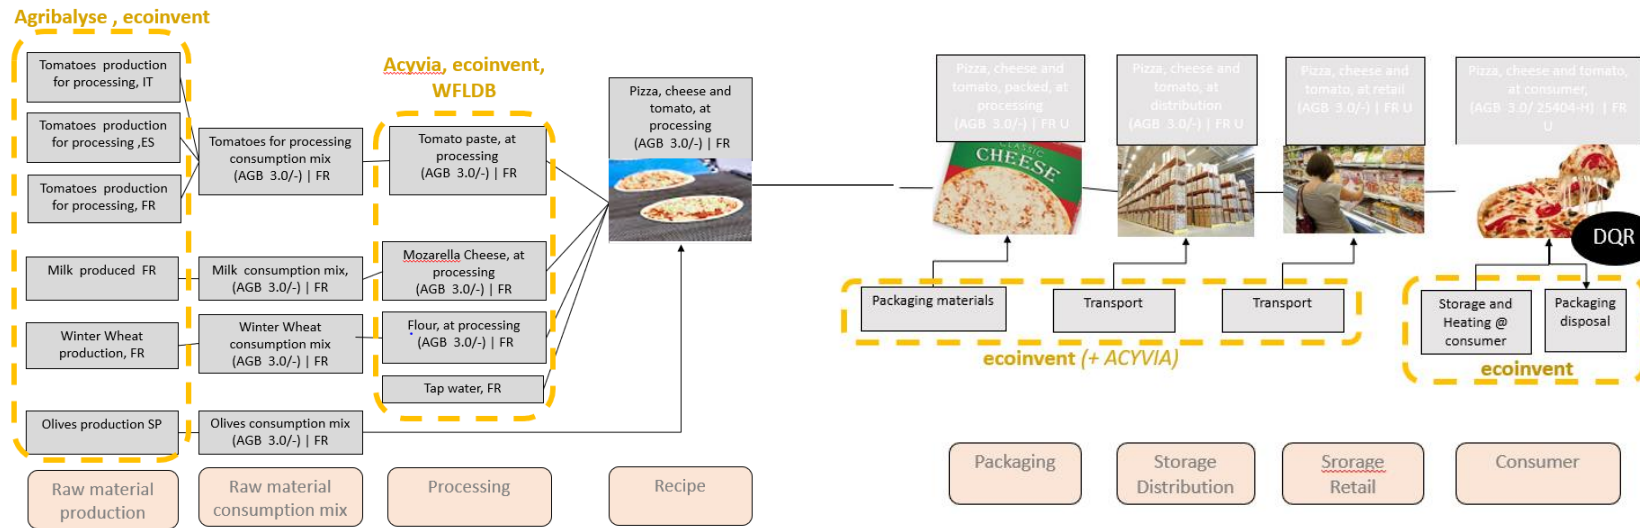 Agribalyse , ecoinvent
Tomatoes production
for processing, IT
Tomatoes production
for processing ,ES
Tomatoes production
for processing, FR
Milk produced FR
Winter Wheat
production, FR
Olives production SP
Raw material
production
Tomatoes for processing
consumption mix
(AGB 3.0/-) | FR
Milk consumption mix,
(AGB 3.0/-) | FR
Winter Wheat
consumption mix
(AGB 3.0/-) | FR
Olives consumption mix
(AGB 3.0/-) | FR
Raw material
consumption mix
Acyvia, ecoinvent,
WFLDB
Tomato paste, at
processing
(AGB 3.0/-) | FR
Mozarella Cheese, at
processing
(AGB 3.0/-) | FR
Flour, at processing
(AGB 3.0/-) | FR
Tap water, FR
Processing
Pizza, cheese and
tomato, at
processing
(AGB 3.0/-) | FR
Recipe
Pizza, cheese and
tomato, packed, at
processing
(AGB 3.0/-) | FR U
CLASSIC
CHEESE
Packaging materials
Packaging
Pizza, cheese and
tomato, at
distribution
(AGB 3.0/-) | FR U
Transport
Storage
Distribution
Pizza, cheese and
tomato, at retail
(AGB 3.0/-) | FR U
Transport
Srorage
Retail
ecoinvent (+ ACYVIA)
Pizza, cheese and tomato,
at consumer,
(AGB 3.0/ 25404-H] | FR
U
DQR
Storage and
Heating @
consumer
Packaging
disposal
ecoinvent
Consumer